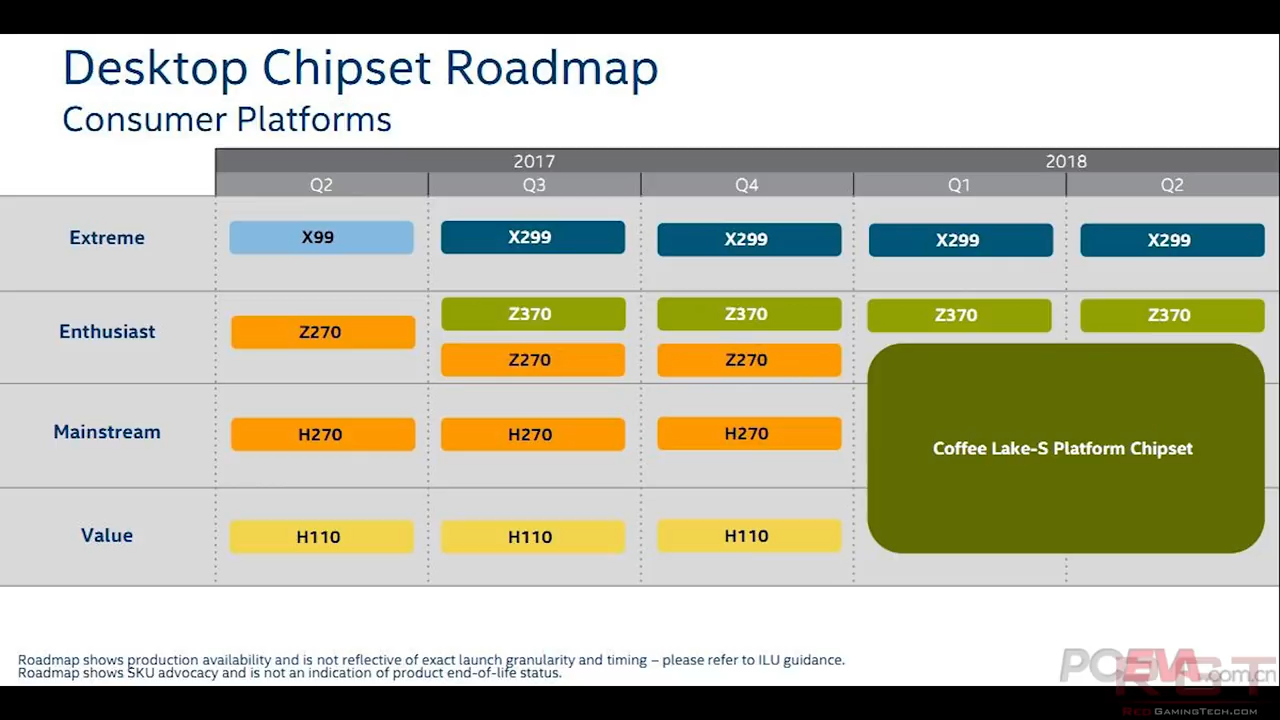 Desktop Chipset Roadmap
Consumer Platforms
2017 2018
Q2 Q3 Q4 Q1 Q2
Extreme X99 X299 X299 X299 X299
Z370 Z370 Z370 Z370
Enthusiast Z270
Z270 Z270
Mainstream H270 H270 H270
Coffee Lake-S Platform Chipset
Value H110 H110 H110
Roadmap shows production availability and is not reflective of exact launch granularity and timing – please refer to ILU guidance.
Roadmap shows SKU advocacy and is not an indication of product end-of-life status.
PCEVA.com.cn
RGT
RedGamingTech.com